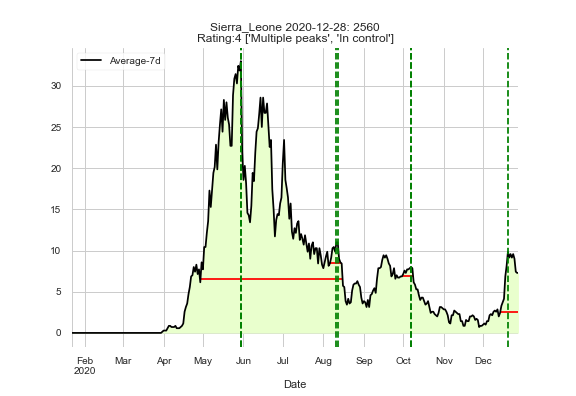 Sierra_Leone 2020-12-28: 2560
Rating:4 ['Multiple peaks', 'In control']
Average-7d
30
25
20
15
10
5
0
Feb Mar Apr May Jun Jul Aug Sep Oct Nov Dec
2020
Date